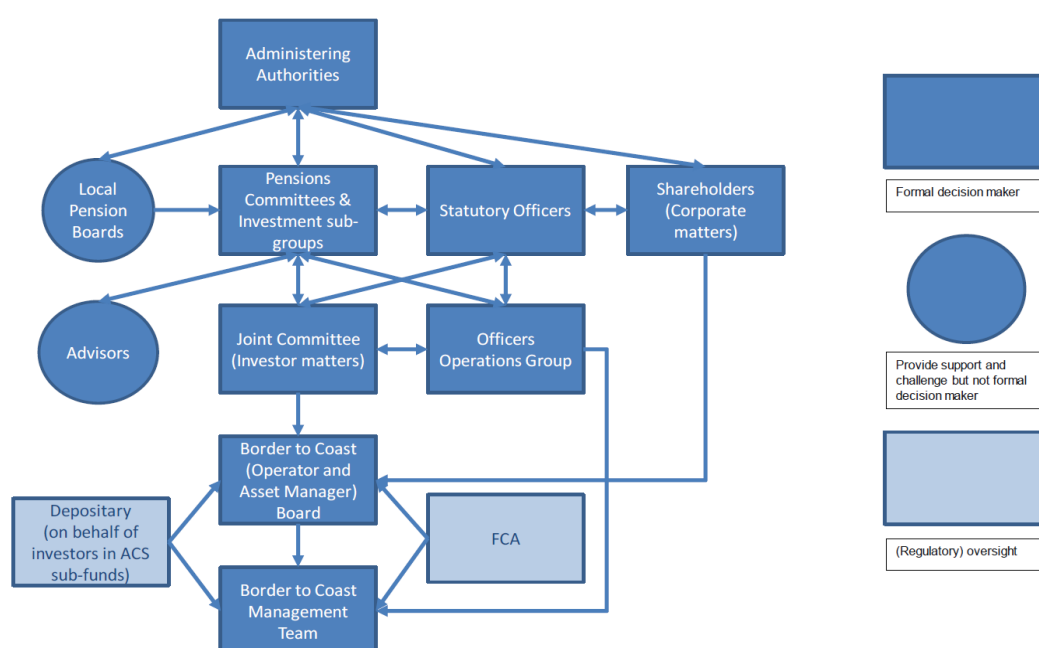 Administering
Authorities
Local
Pension
Boards
Pensions
Committees &
Investment sub-
groups
Statutory Officers
Shareholders
(Corporate
matters)
Formal decision maker
Advisors
Joint Committee
(Investor matters)
Officers
Operations Group
Provide support and
challenge but not formal
decision maker
Border to Coast
(Operator and
Asset Manager)
Board
Depositary
(on behalf of
investors in ACS
sub-funds)
FCA
(Regulatory) oversight
Border to Coast
Management
Team